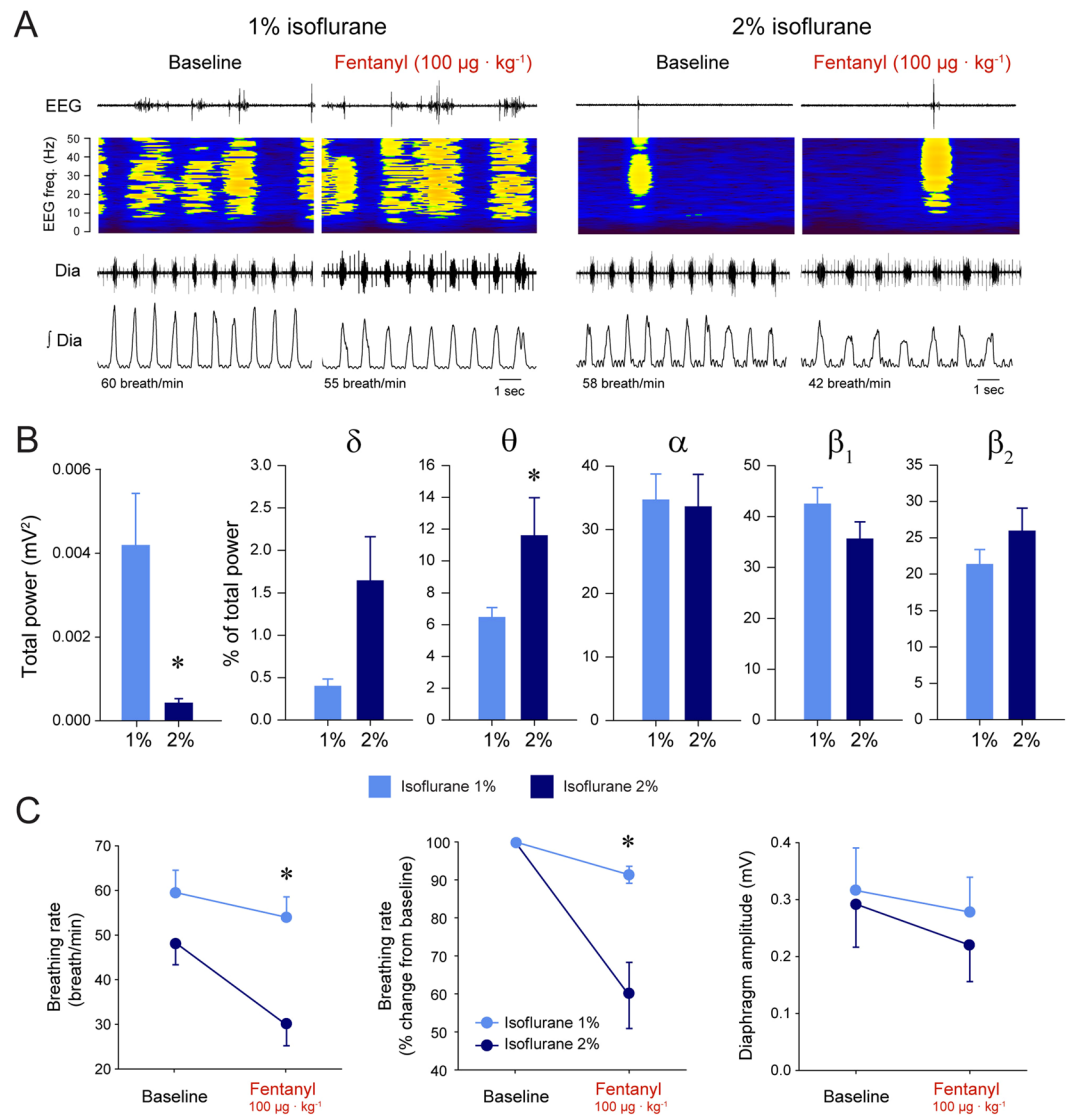 A
1% isoflurane
2% isoflurane
Baseline
Fentanyl (100 µg · kg⁻¹)
Baseline
Fentanyl (100 µg · kg⁻¹)
EEG
EEG freq. (Hz)
50
40
30
20
10
0
Dia
∫ Dia
60 breath/min
55 breath/min
1 sec
58 breath/min
42 breath/min
1 sec
B
Total power (mV²)
0.006
0.004
0.002
0.000
*
1%
2%
δ
% of total power
3.0
2.5
2.0
1.5
1.0
0.5
0.0
1%
2%
θ
16
14
12
10
8
6
4
2
0
*
1%
2%
α
40
30
20
10
0
1%
2%
β₁
50
40
30
20
10
0
1%
2%
β₂
35
30
25
20
15
10
5
0
1%
2%
Isoflurane 1%
Isoflurane 2%
C
Breathing rate
(breath/min)
70
60
50
40
30
20
*
Baseline
Fentanyl
100 µg · kg⁻¹
Breathing rate
(% change from baseline)
100
90
80
70
60
50
40
*
Isoflurane 1%
Isoflurane 2%
Baseline
Fentanyl
100 µg · kg⁻¹
Diaphragm amplitude (mV)
0.4
0.3
0.2
0.1
0.0
Baseline
Fentanyl
100 µg · kg⁻¹